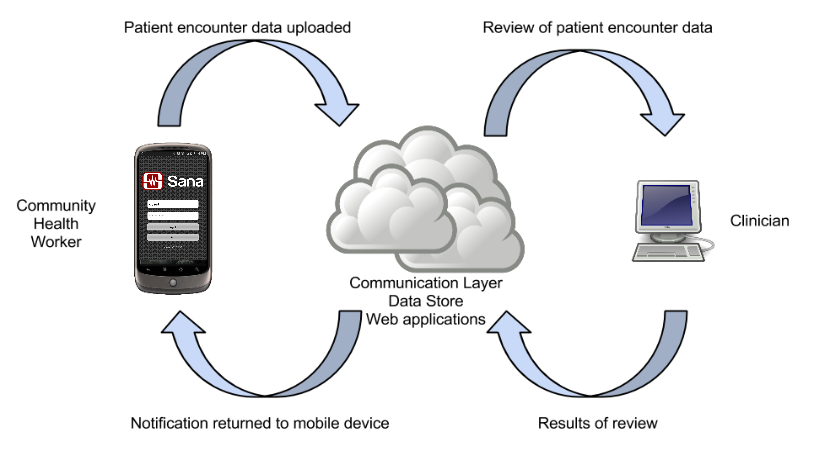 Patient encounter data uploaded
Review of patient encounter data
Sana
Community
Health
Worker
Clinician
Communication Layer
Data Store
Web applications
Notification returned to mobile device
Results of review